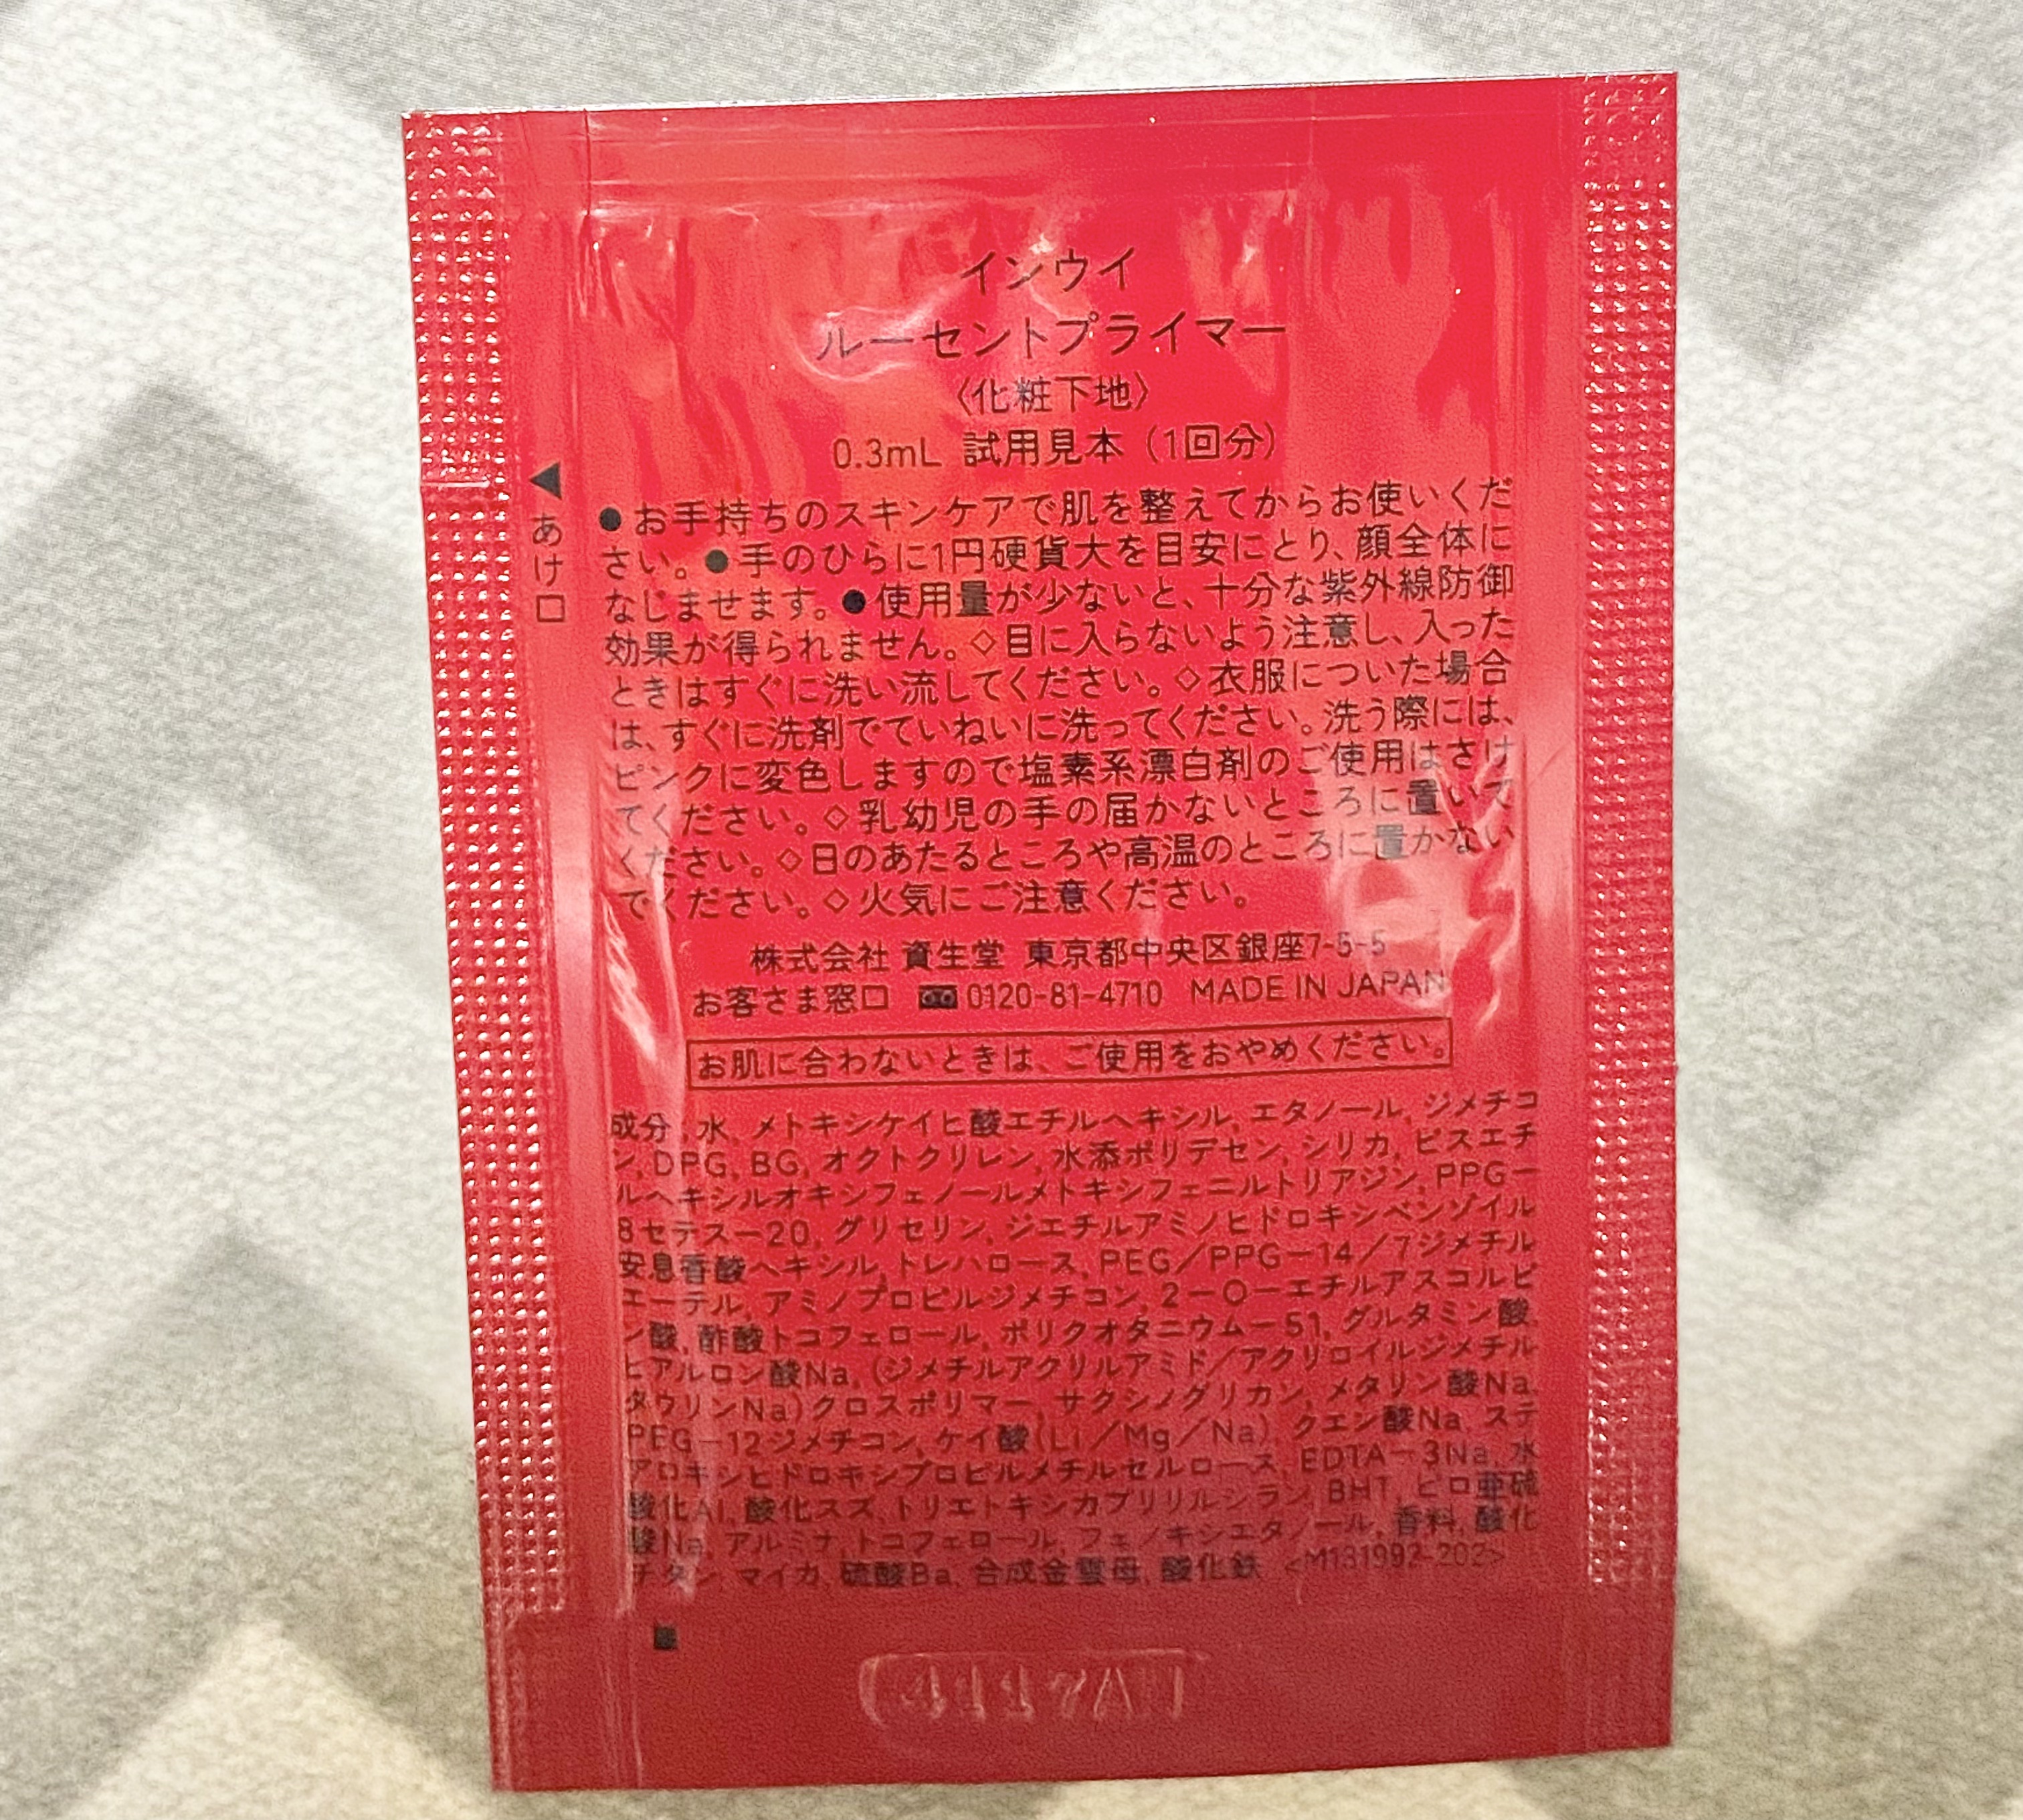 インウイ
ルーセントプライマー
〈化粧下地〉
0.3mL 試用見本（1回分）
◀あけ口
●お手持ちのスキンケアで肌を整えてからお使いくだ
さい。●手のひらに1円硬貨大を目安にとり、顔全体に
なじませます。●使用量が少ないと、十分な紫外線防御
効果が得られません。◇目に入らないよう注意し、入った
ときはすぐに洗い流してください。◇衣服についた場合
は、すぐに洗剤でていねいに洗ってください。洗う際には、
ピンクに変色しますので塩素系漂白剤のご使用はさけ
てください。◇乳幼児の手の届かないところに置いて
ください。◇日のあたるところや高温のところに置かない
でください。◇火気にご注意ください。
株式会社 資生堂 東京都中央区銀座7-5-5
お客さま窓口 0120-81-4710 MADE IN JAPAN
お肌に合わないときは、ご使用をおやめください。
成分 水, メトキシケイヒ酸エチルヘキシル, エタノール, ジメチコ
ン, DPG, BG, オクトクリレン, 水添ポリデセン, シリカ, ビスエチ
ルヘキシルオキシフェノールメトキシフェニルトリアジン, PPG－
8セテス－20, グリセリン, ジエチルアミノヒドロキシベンゾイル
安息香酸ヘキシル, トレハロース, PEG／PPG－14／7ジメチル
エーテル, アミノプロピルジメチコン, 2－O－エチルアスコルビ
ン酸, 酢酸トコフェロール, ポリクオタニウム－51, グルタミン酸,
ヒアルロン酸Na, (ジメチルアクリルアミド／アクリロイルジメチル
タウリンNa)クロスポリマー, サクシノグリカン, メタリン酸Na,
PEG－12ジメチコン, ケイ酸(Li／Mg／Na), クエン酸Na, ステ
アロキシヒドロキシプロピルメチルセルロース, EDTA－3Na, 水
酸化Al, 酸化スズ, トリエトキシカプリリルシラン, BHT, ピロ亜硫
酸Na, アルミナ, トコフェロール, フェノキシエタノール, 香料, 酸化
チタン, マイカ, 硫酸Ba, 合成金雲母, 酸化鉄 <M131992-202>